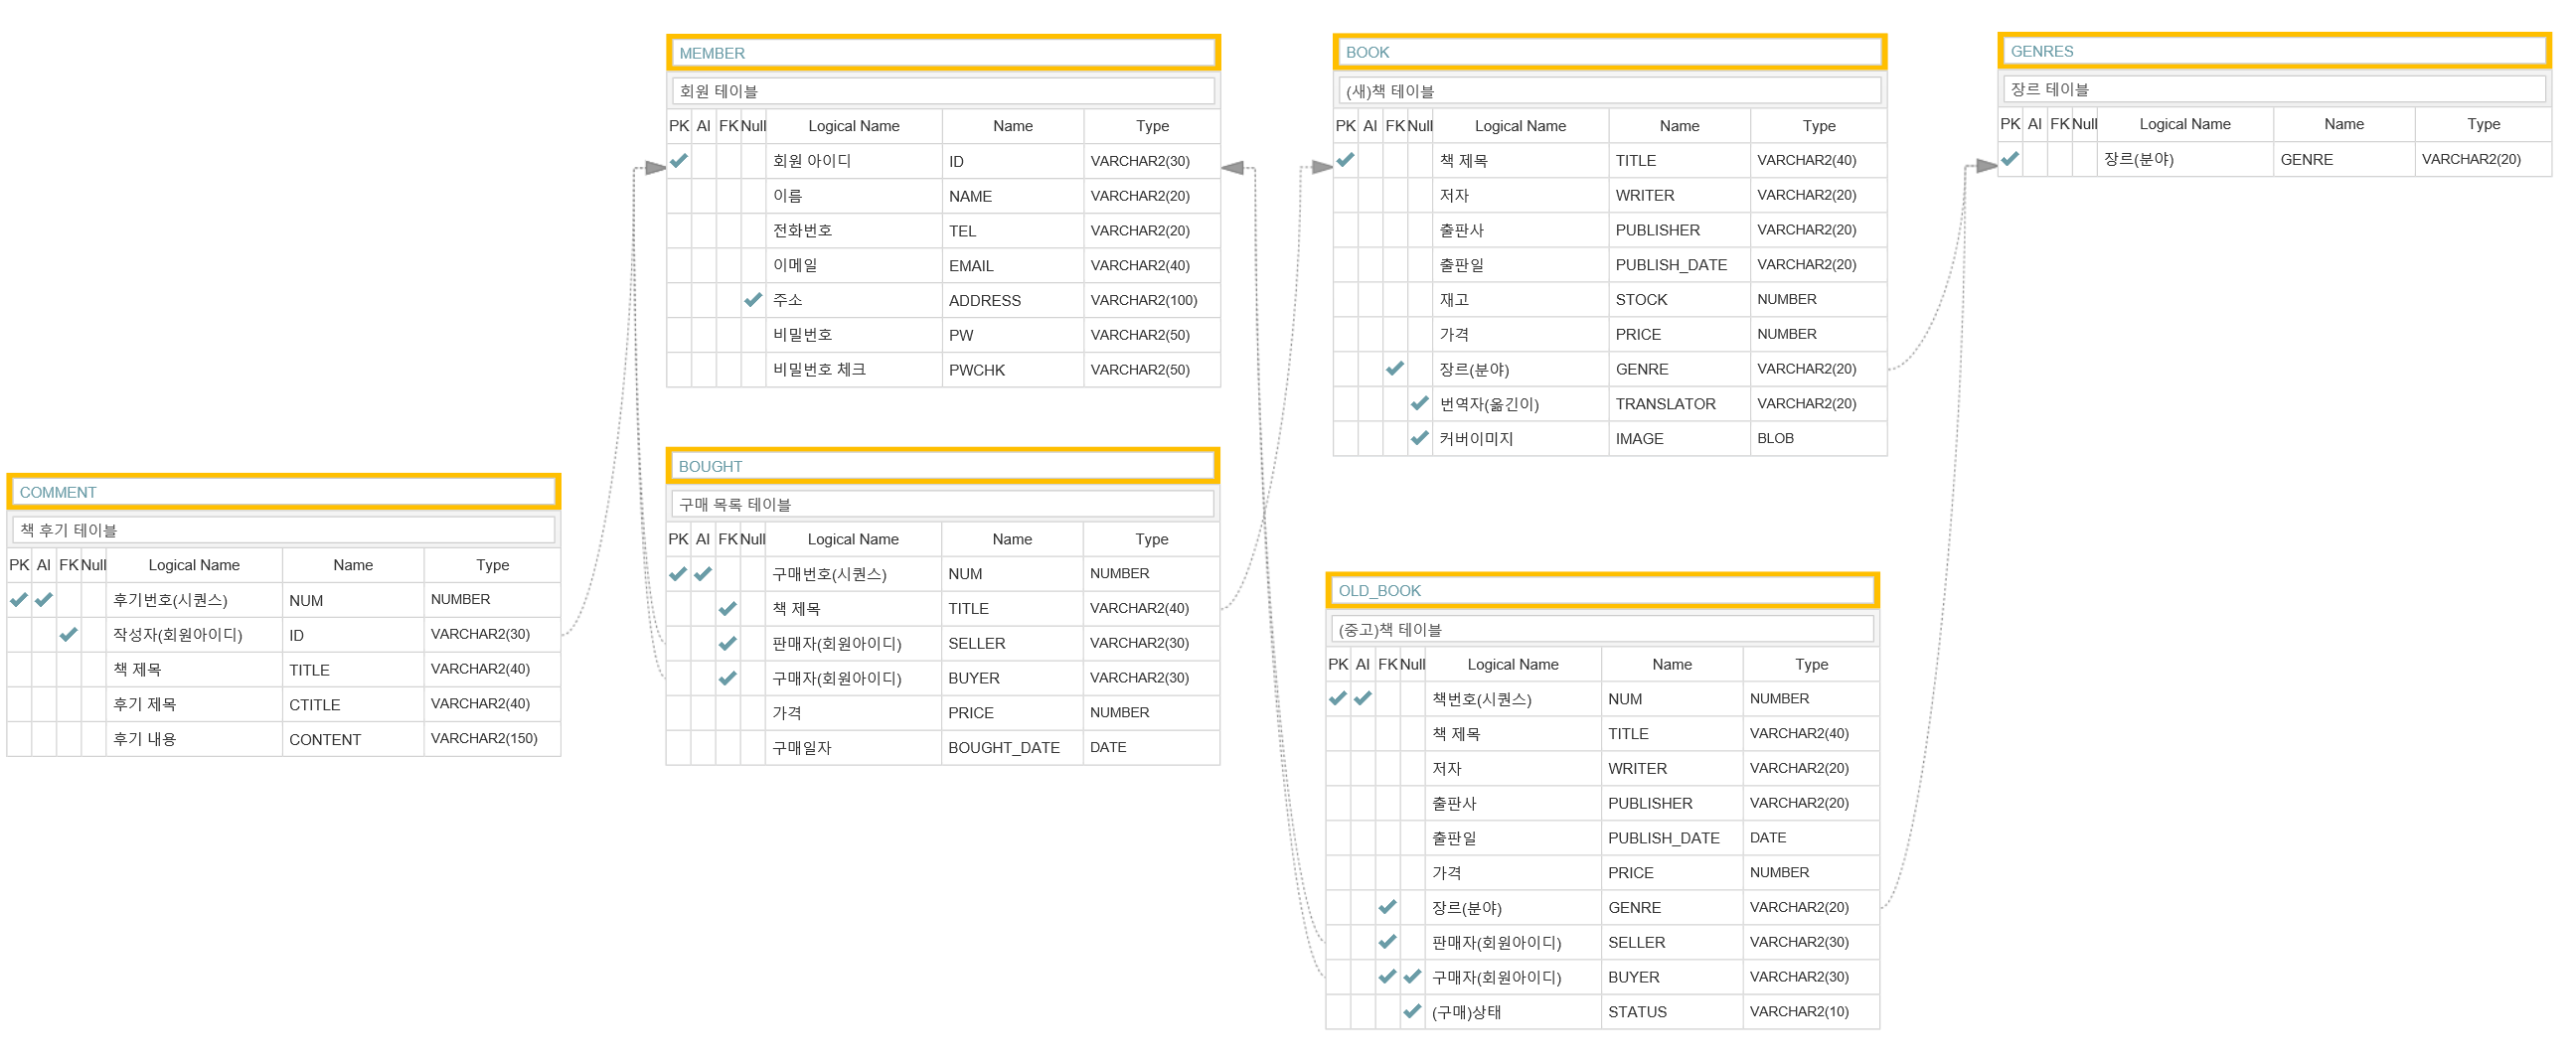 MEMBER
회원 테이블
PK AI FK Null Logical Name Name Type
회원 아이디 ID VARCHAR2(30)
이름 NAME VARCHAR2(20)
전화번호 TEL VARCHAR2(20)
이메일 EMAIL VARCHAR2(40)
주소 ADDRESS VARCHAR2(100)
비밀번호 PW VARCHAR2(50)
비밀번호 체크 PWCHK VARCHAR2(50)
BOOK
(새)책 테이블
PK AI FK Null Logical Name Name Type
책 제목 TITLE VARCHAR2(40)
저자 WRITER VARCHAR2(20)
출판사 PUBLISHER VARCHAR2(20)
출판일 PUBLISH_DATE VARCHAR2(20)
재고 STOCK NUMBER
가격 PRICE NUMBER
장르(분야) GENRE VARCHAR2(20)
번역자(옮긴이) TRANSLATOR VARCHAR2(20)
커버이미지 IMAGE BLOB
GENRES
장르 테이블
PK AI FK Null Logical Name Name Type
장르(분야) GENRE VARCHAR2(20)
COMMENT
책 후기 테이블
PK AI FK Null Logical Name Name Type
후기번호(시퀀스) NUM NUMBER
작성자(회원아이디) ID VARCHAR2(30)
책 제목 TITLE VARCHAR2(40)
후기 제목 CTITLE VARCHAR2(40)
후기 내용 CONTENT VARCHAR2(150)
BOUGHT
구매 목록 테이블
PK AI FK Null Logical Name Name Type
구매번호(시퀀스) NUM NUMBER
책 제목 TITLE VARCHAR2(40)
판매자(회원아이디) SELLER VARCHAR2(30)
구매자(회원아이디) BUYER VARCHAR2(30)
가격 PRICE NUMBER
구매일자 BOUGHT_DATE DATE
OLD_BOOK
(중고)책 테이블
PK AI FK Null Logical Name Name Type
책번호(시퀀스) NUM NUMBER
책 제목 TITLE VARCHAR2(40)
저자 WRITER VARCHAR2(20)
출판사 PUBLISHER VARCHAR2(20)
출판일 PUBLISH_DATE DATE
가격 PRICE NUMBER
장르(분야) GENRE VARCHAR2(20)
판매자(회원아이디) SELLER VARCHAR2(30)
구매자(회원아이디) BUYER VARCHAR2(30)
(구매)상태 STATUS VARCHAR2(10)